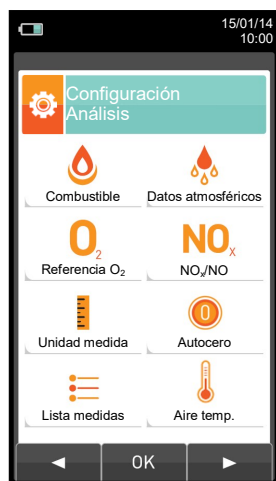 15/01/14
10:00
Configuración
Análisis
Combustible
Datos atmosféricos
O₂
NOₓ
Referencia O₂
NOₓ/NO
0
Unidad medida
Autocero
Lista medidas
Aire temp.
◄ OK ►